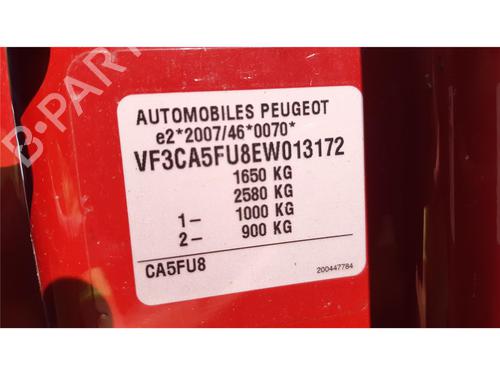 B-PARTS
AUTOMOBILES PEUGEOT
e2*2007/46*0070*
VF3CA5FU8EW013172
1650 KG
2580 KG
1- 1000 KG
2- 900 KG
CA5FU8
200447784